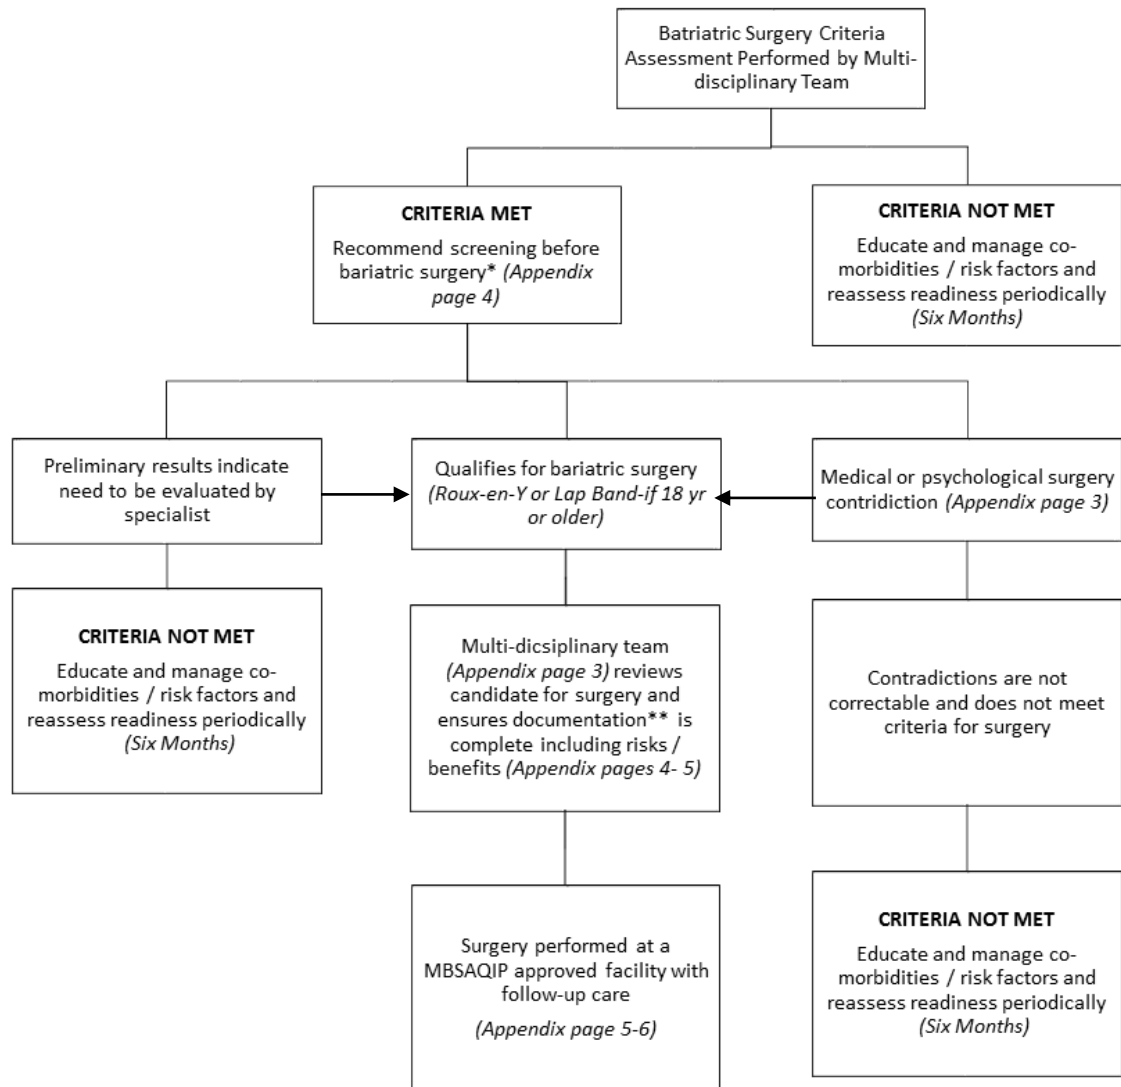 Batriatric Surgery Criteria
Assessment Performed by Multi-
disciplinary Team
CRITERIA MET
Recommend screening before
bariatric surgery* (Appendix
page 4)
CRITERIA NOT MET
Educate and manage co-
morbidities / risk factors and
reassess readiness periodically
(Six Months)
Preliminary results indicate
need to be evaluated by
specialist
Qualifies for bariatric surgery
(Roux-en-Y or Lap Band-if 18 yr
or older)
Medical or psychological surgery
contridiction (Appendix page 3)
CRITERIA NOT MET
Educate and manage co-
morbidities / risk factors and
reassess readiness periodically
(Six Months)
Multi-dicsiplinary team
(Appendix page 3) reviews
candidate for surgery and
ensures documentation** is
complete including risks /
benefits (Appendix pages 4- 5)
Contradictions are not
correctable and does not meet
criteria for surgery
Surgery performed at a
MBSAQIP approved facility with
follow-up care
(Appendix page 5-6)
CRITERIA NOT MET
Educate and manage co-
morbidities / risk factors and
reassess readiness periodically
(Six Months)